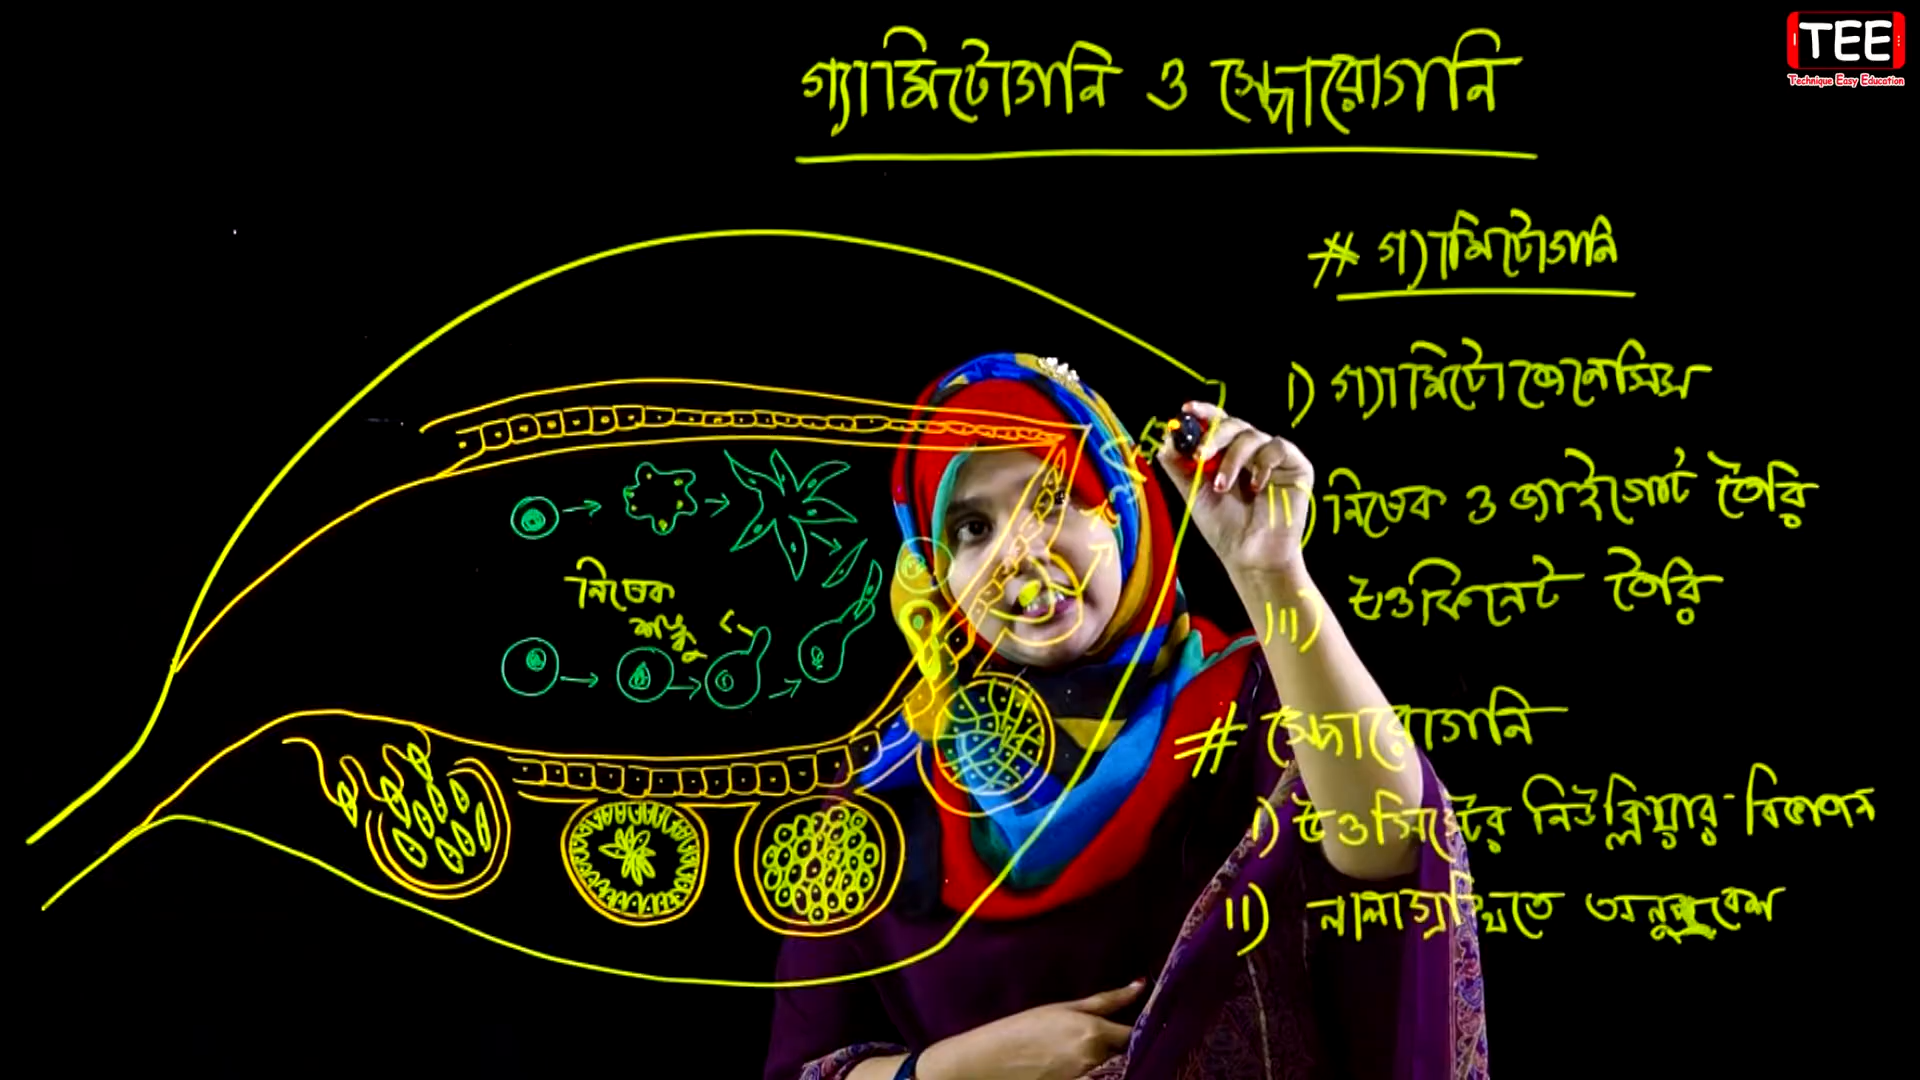 গ্যামিটোগনি ও স্পোরোগনি
TEE
Technique Easy Education
# গ্যামিটোগনি
i) গ্যামিটোজেনেসিস
ii) নিষেক ও জাইগোট তৈরি
iii) উওকিনেট তৈরি
নিষেক
শঙ্কু
# স্পোরোগনি
i) উওসিস্টের নিউক্লিয়ার-বিভাজন
ii) লালাগ্রন্থিতে অনুপ্রবেশ